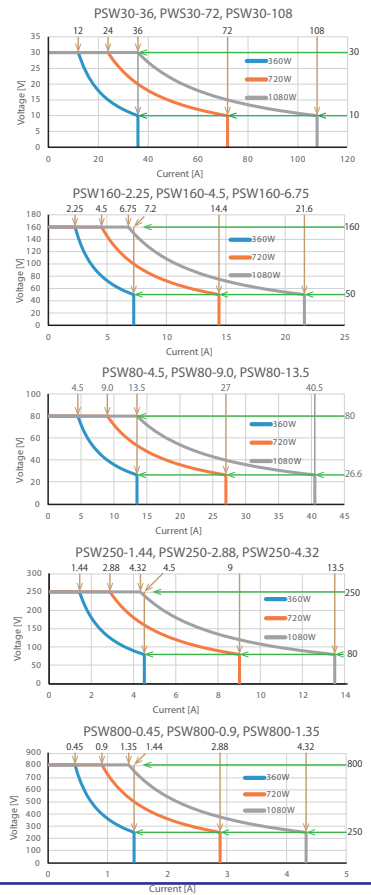 PSW30-36, PWS30-72, PSW30-108
12 24 36 72 108
35
30 30
25 360W
20 720W
15 1080W
10 10
5
0
0 20 40 60 80 100 120
Voltage [V]
Current [A]
PSW160-2.25, PSW160-4.5, PSW160-6.75
180 2.25 4.5 6.75 7.2 14.4 21.6
160 160
140 360W
120
100 720W
80 1080W
60 50
40
20
0
0 5 10 15 20 25
Voltage [V]
Current [A]
PSW80-4.5, PSW80-9.0, PSW80-13.5
100 4.5 9.0 13.5 27 40.5
80 80
360W
60 720W
40 1080W
26.6
20
0
0 5 10 15 20 25 30 35 40 45
Voltage [V]
Current [A]
PSW250-1.44, PSW250-2.88, PSW250-4.32
1.44 2.88 4.32 4.5 9 13.5
300
250 250
200 360W
150 720W
1080W
100 80
50
0
0 2 4 6 8 10 12 14
Voltage [V]
Current [A]
PSW800-0.45, PSW800-0.9, PSW800-1.35
0.45 0.9 1.35 1.44 2.88 4.32
900
800 800
700 360W
600
500 720W
400 1080W
300
200 250
100
0
0 1 2 3 4 5
Voltage [V]
Current [A]